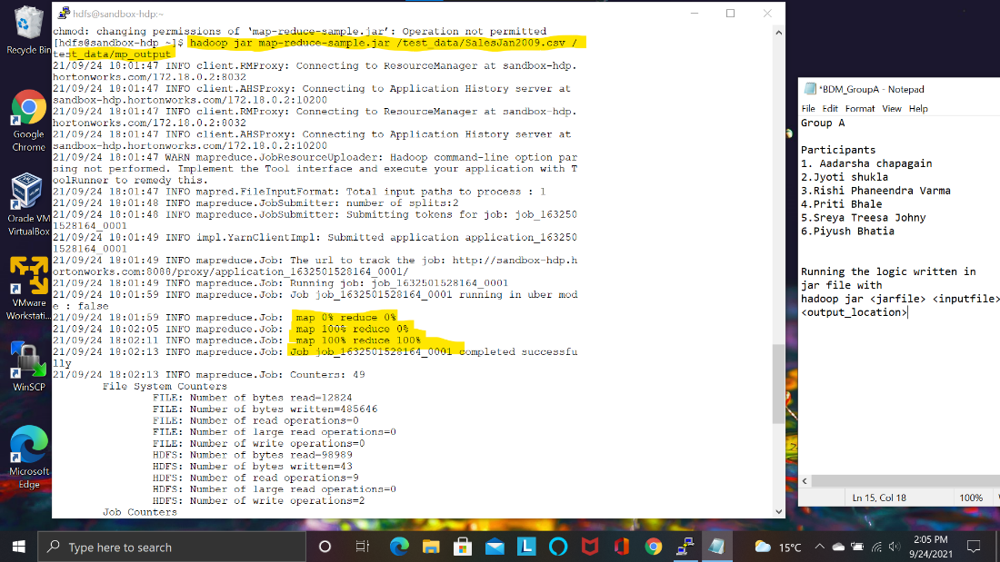 Recycle Bin
Google
Chrome
Oracle VM
VirtualBox
VMware
Workstati...
WinSCP
Microsoft
Edge
hdfs@sandbox-hdp:~
chmod: changing permissions of ‘map-reduce-sample.jar’: Operation not permitted
[hdfs@sandbox-hdp ~]$ hadoop jar map-reduce-sample.jar /test_data/SalesJan2009.csv /
test_data/mp_output
21/09/24 18:01:47 INFO client.RMProxy: Connecting to ResourceManager at sandbox-hdp.
hortonworks.com/172.18.0.2:8032
21/09/24 18:01:47 INFO client.AHSProxy: Connecting to Application History server at
sandbox-hdp.hortonworks.com/172.18.0.2:10200
21/09/24 18:01:47 INFO client.RMProxy: Connecting to ResourceManager at sandbox-hdp.
hortonworks.com/172.18.0.2:8032
21/09/24 18:01:47 INFO client.AHSProxy: Connecting to Application History server at
sandbox-hdp.hortonworks.com/172.18.0.2:10200
21/09/24 18:01:47 WARN mapreduce.JobResourceUploader: Hadoop command-line option par
sing not performed. Implement the Tool interface and execute your application with T
oolRunner to remedy this.
21/09/24 18:01:47 INFO mapred.FileInputFormat: Total input paths to process : 1
21/09/24 18:01:48 INFO mapreduce.JobSubmitter: number of splits:2
21/09/24 18:01:48 INFO mapreduce.JobSubmitter: Submitting tokens for job: job_163250
1528164_0001
21/09/24 18:01:49 INFO impl.YarnClientImpl: Submitted application application_163250
1528164_0001
21/09/24 18:01:49 INFO mapreduce.Job: The url to track the job: http://sandbox-hdp.h
ortonworks.com:8088/proxy/application_1632501528164_0001/
21/09/24 18:01:49 INFO mapreduce.Job: Running job: job_1632501528164_0001
21/09/24 18:01:59 INFO mapreduce.Job: Job job_1632501528164_0001 running in uber mod
e : false
21/09/24 18:01:59 INFO mapreduce.Job:  map 0% reduce 0%
21/09/24 18:02:05 INFO mapreduce.Job:  map 100% reduce 0%
21/09/24 18:02:11 INFO mapreduce.Job:  map 100% reduce 100%
21/09/24 18:02:13 INFO mapreduce.Job: Job job_1632501528164_0001 completed successfu
lly
21/09/24 18:02:13 INFO mapreduce.Job: Counters: 49
File System Counters
FILE: Number of bytes read=12824
FILE: Number of bytes written=485646
FILE: Number of read operations=0
FILE: Number of large read operations=0
FILE: Number of write operations=0
HDFS: Number of bytes read=98989
HDFS: Number of bytes written=43
HDFS: Number of read operations=9
HDFS: Number of large read operations=0
HDFS: Number of write operations=2
Job Counters
*BDM_GroupA - Notepad
File Edit Format View Help
Group A
Participants
1. Aadarsha chapagain
2.Jyoti shukla
3.Rishi Phaneendra Varma
4.Priti Bhale
5.Sreya Treesa Johny
6.Piyush Bhatia
Running the logic written in
jar file with
hadoop jar <jarfile> <inputfile>
<output_location>
Ln 15, Col 18 100%
Type here to search
15°C
2:05 PM
9/24/2021